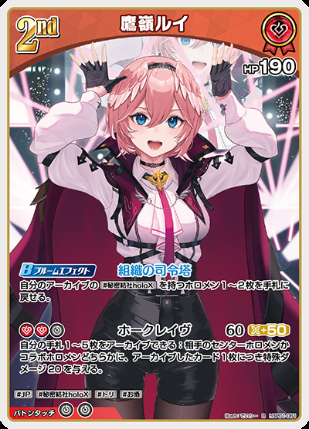 2nd
鷹嶺ルイ
HP190
ブルームエフェクト 組織の司令塔
自分のアーカイブの#秘密結社holoXを持つホロメン1〜2枚を手札に
戻せる。
ホークレイヴ 60 +50
自分の手札1〜5枚をアーカイブできる：相手のセンターホロメンか
コラボホロメンどちらかに、アーカイブしたカード1枚につき特殊ダ
メージ20を与える。
#JP #秘密結社holoX #トリ #お酒
バトンタッチ